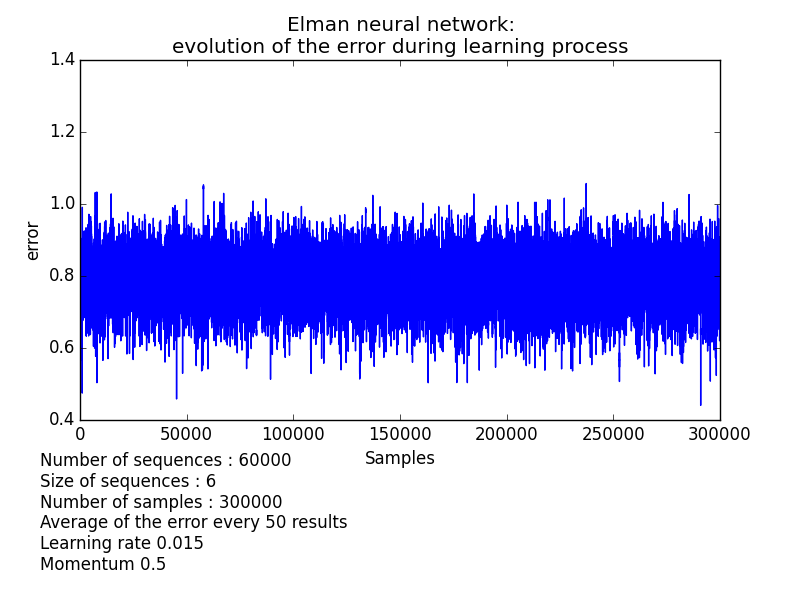 Elman neural network:
evolution of the error during learning process
1.4
1.2
1.0
0.8
0.6
0.4
error
0 50000 100000 150000 200000 250000 300000
Samples
Number of sequences : 60000
Size of sequences : 6
Number of samples : 300000
Average of the error every 50 results
Learning rate 0.015
Momentum 0.5